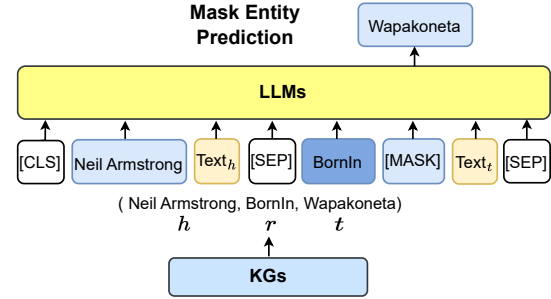 Mask Entity
Prediction
Wapakoneta
LLMs
[CLS] Neil Armstrong Text_h [SEP] BornIn [MASK] Text_t [SEP]
( Neil Armstrong, BornIn, Wapakoneta)
h r t
KGs